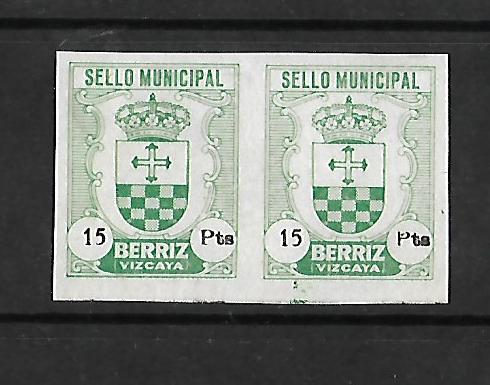 SELLO MUNICIPAL
15 Pts
BERRIZ
VIZCAYA
SELLO MUNICIPAL
15 Pts
BERRIZ
VIZCAYA